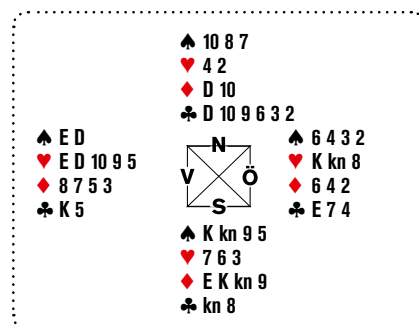 ♠ 10 8 7
♥ 4 2
♦ D 10
♣ D 10 9 6 3 2
♠ E D
♥ E D 10 9 5
♦ 8 7 5 3
♣ K 5
N
V Ö
S
♠ 6 4 3 2
♥ K kn 8
♦ 6 4 2
♣ E 7 4
♠ K kn 9 5
♥ 7 6 3
♦ E K kn 9
♣ kn 8